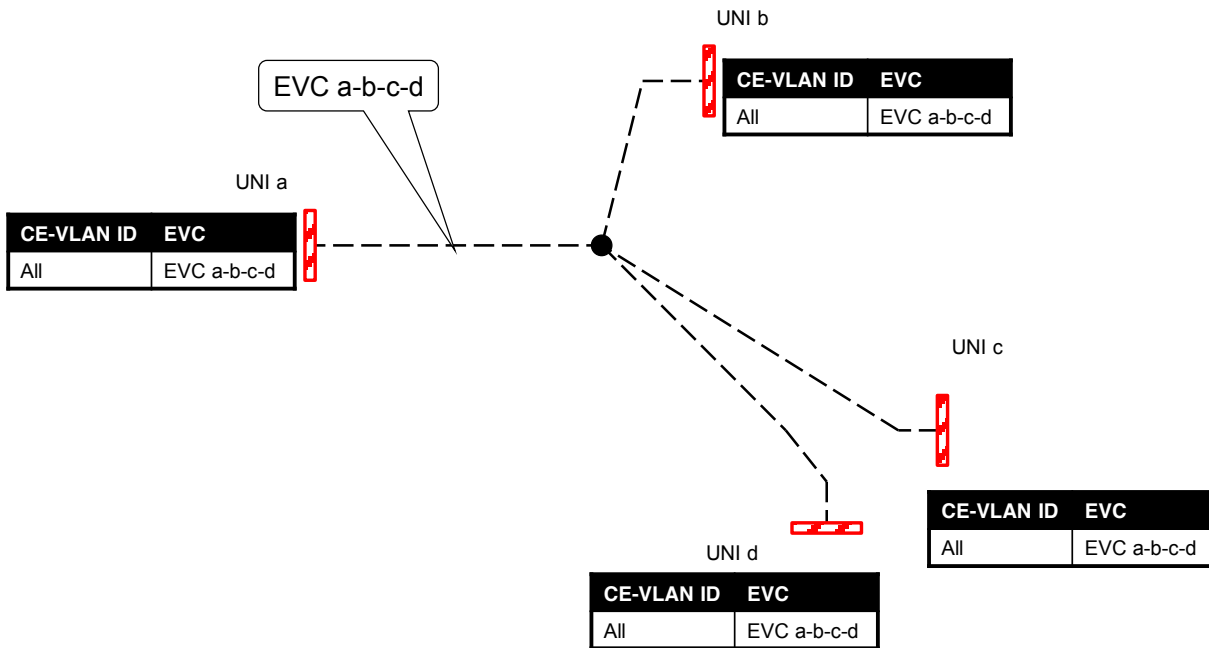 UNI b
EVC a-b-c-d
CE-VLAN ID EVC
All EVC a-b-c-d
UNI a
CE-VLAN ID EVC
All EVC a-b-c-d
UNI c
CE-VLAN ID EVC
All EVC a-b-c-d
UNI d
CE-VLAN ID EVC
All EVC a-b-c-d